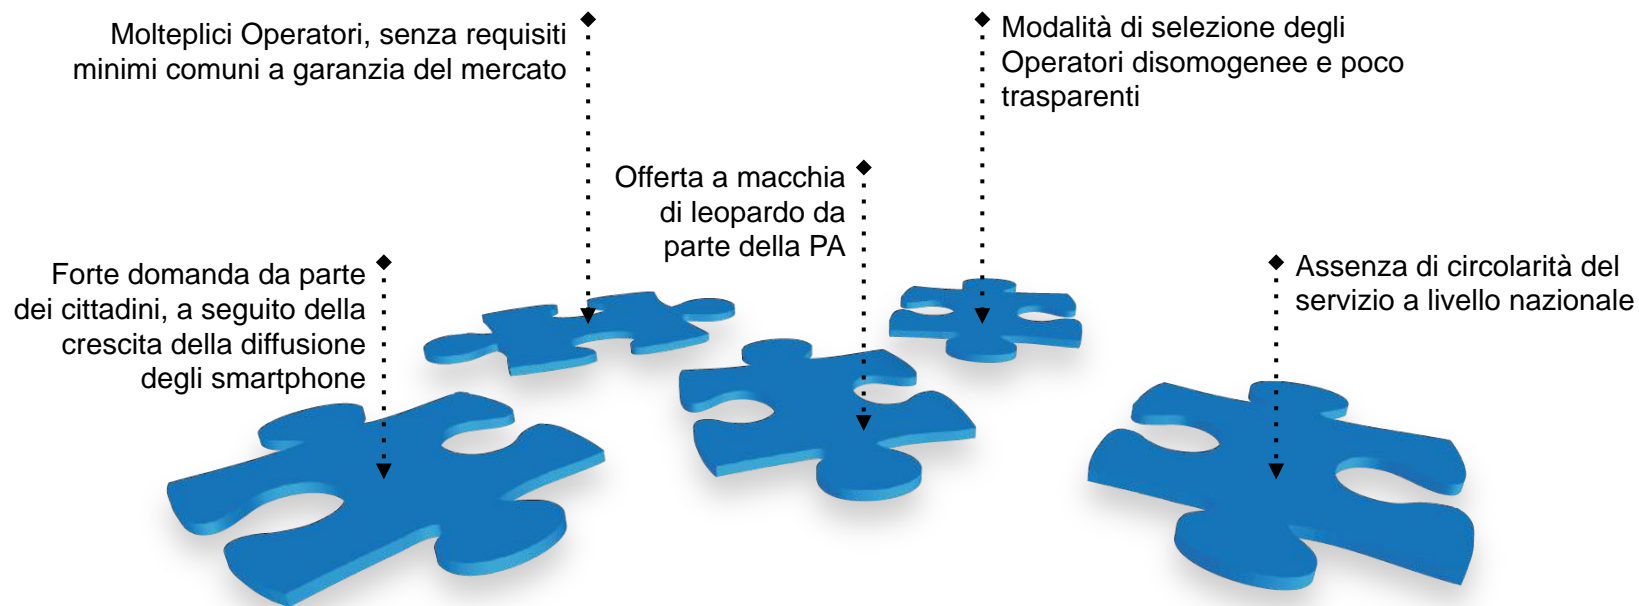 Molteplici Operatori, senza requisiti
minimi comuni a garanzia del mercato
Modalità di selezione degli
Operatori disomogenee e poco
trasparenti
Offerta a macchia
di leopardo da
parte della PA
Forte domanda da parte
dei cittadini, a seguito della
crescita della diffusione
degli smartphone
Assenza di circolarità del
servizio a livello nazionale